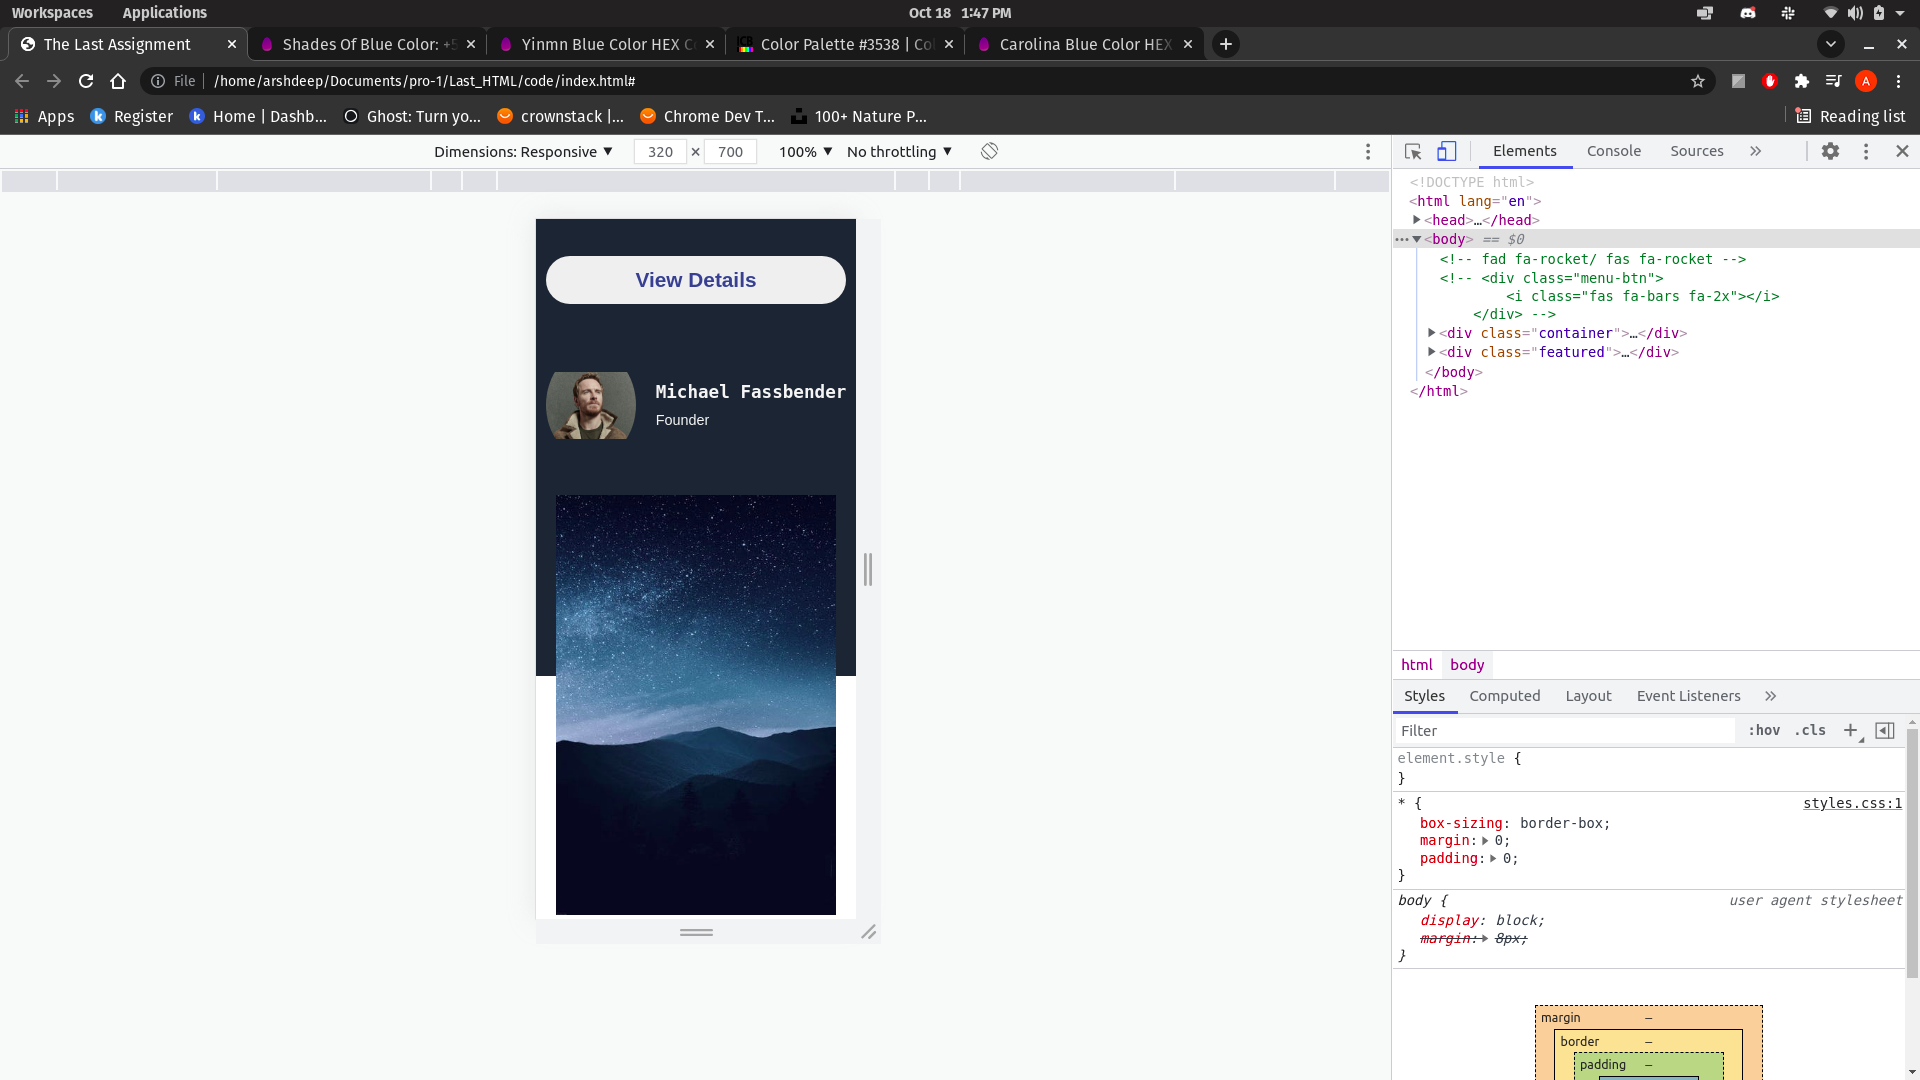 Workspaces Applications Oct 18 1:47 PM
The Last Assignment Shades Of Blue Color: +5 Yinmn Blue Color HEX C Color Palette #3538 | Co Carolina Blue Color HEX
File /home/arshdeep/Documents/pro-1/Last_HTML/code/index.html# A
Apps Register Home | Dashb... Ghost: Turn yo... crownstack |... Chrome Dev T... 100+ Nature P... Reading list
Dimensions: Responsive ▼ 320 × 700 100% ▼ No throttling ▼
Elements Console Sources »
View Details
Michael Fassbender
Founder
<!DOCTYPE html>
<html lang="en">
<head>…</head>
<body> == $0
<!-- fad fa-rocket/ fas fa-rocket -->
<!-- <div class="menu-btn">
<i class="fas fa-bars fa-2x"></i>
</div> -->
<div class="container">…</div>
<div class="featured">…</div>
</body>
</html>
html body
Styles Computed Layout Event Listeners »
Filter :hov .cls +
element.style {
}
* { styles.css:1
box-sizing: border-box;
margin: 0;
padding: 0;
}
body { user agent stylesheet
display: block;
margin: 8px;
}
margin –
border –
padding –